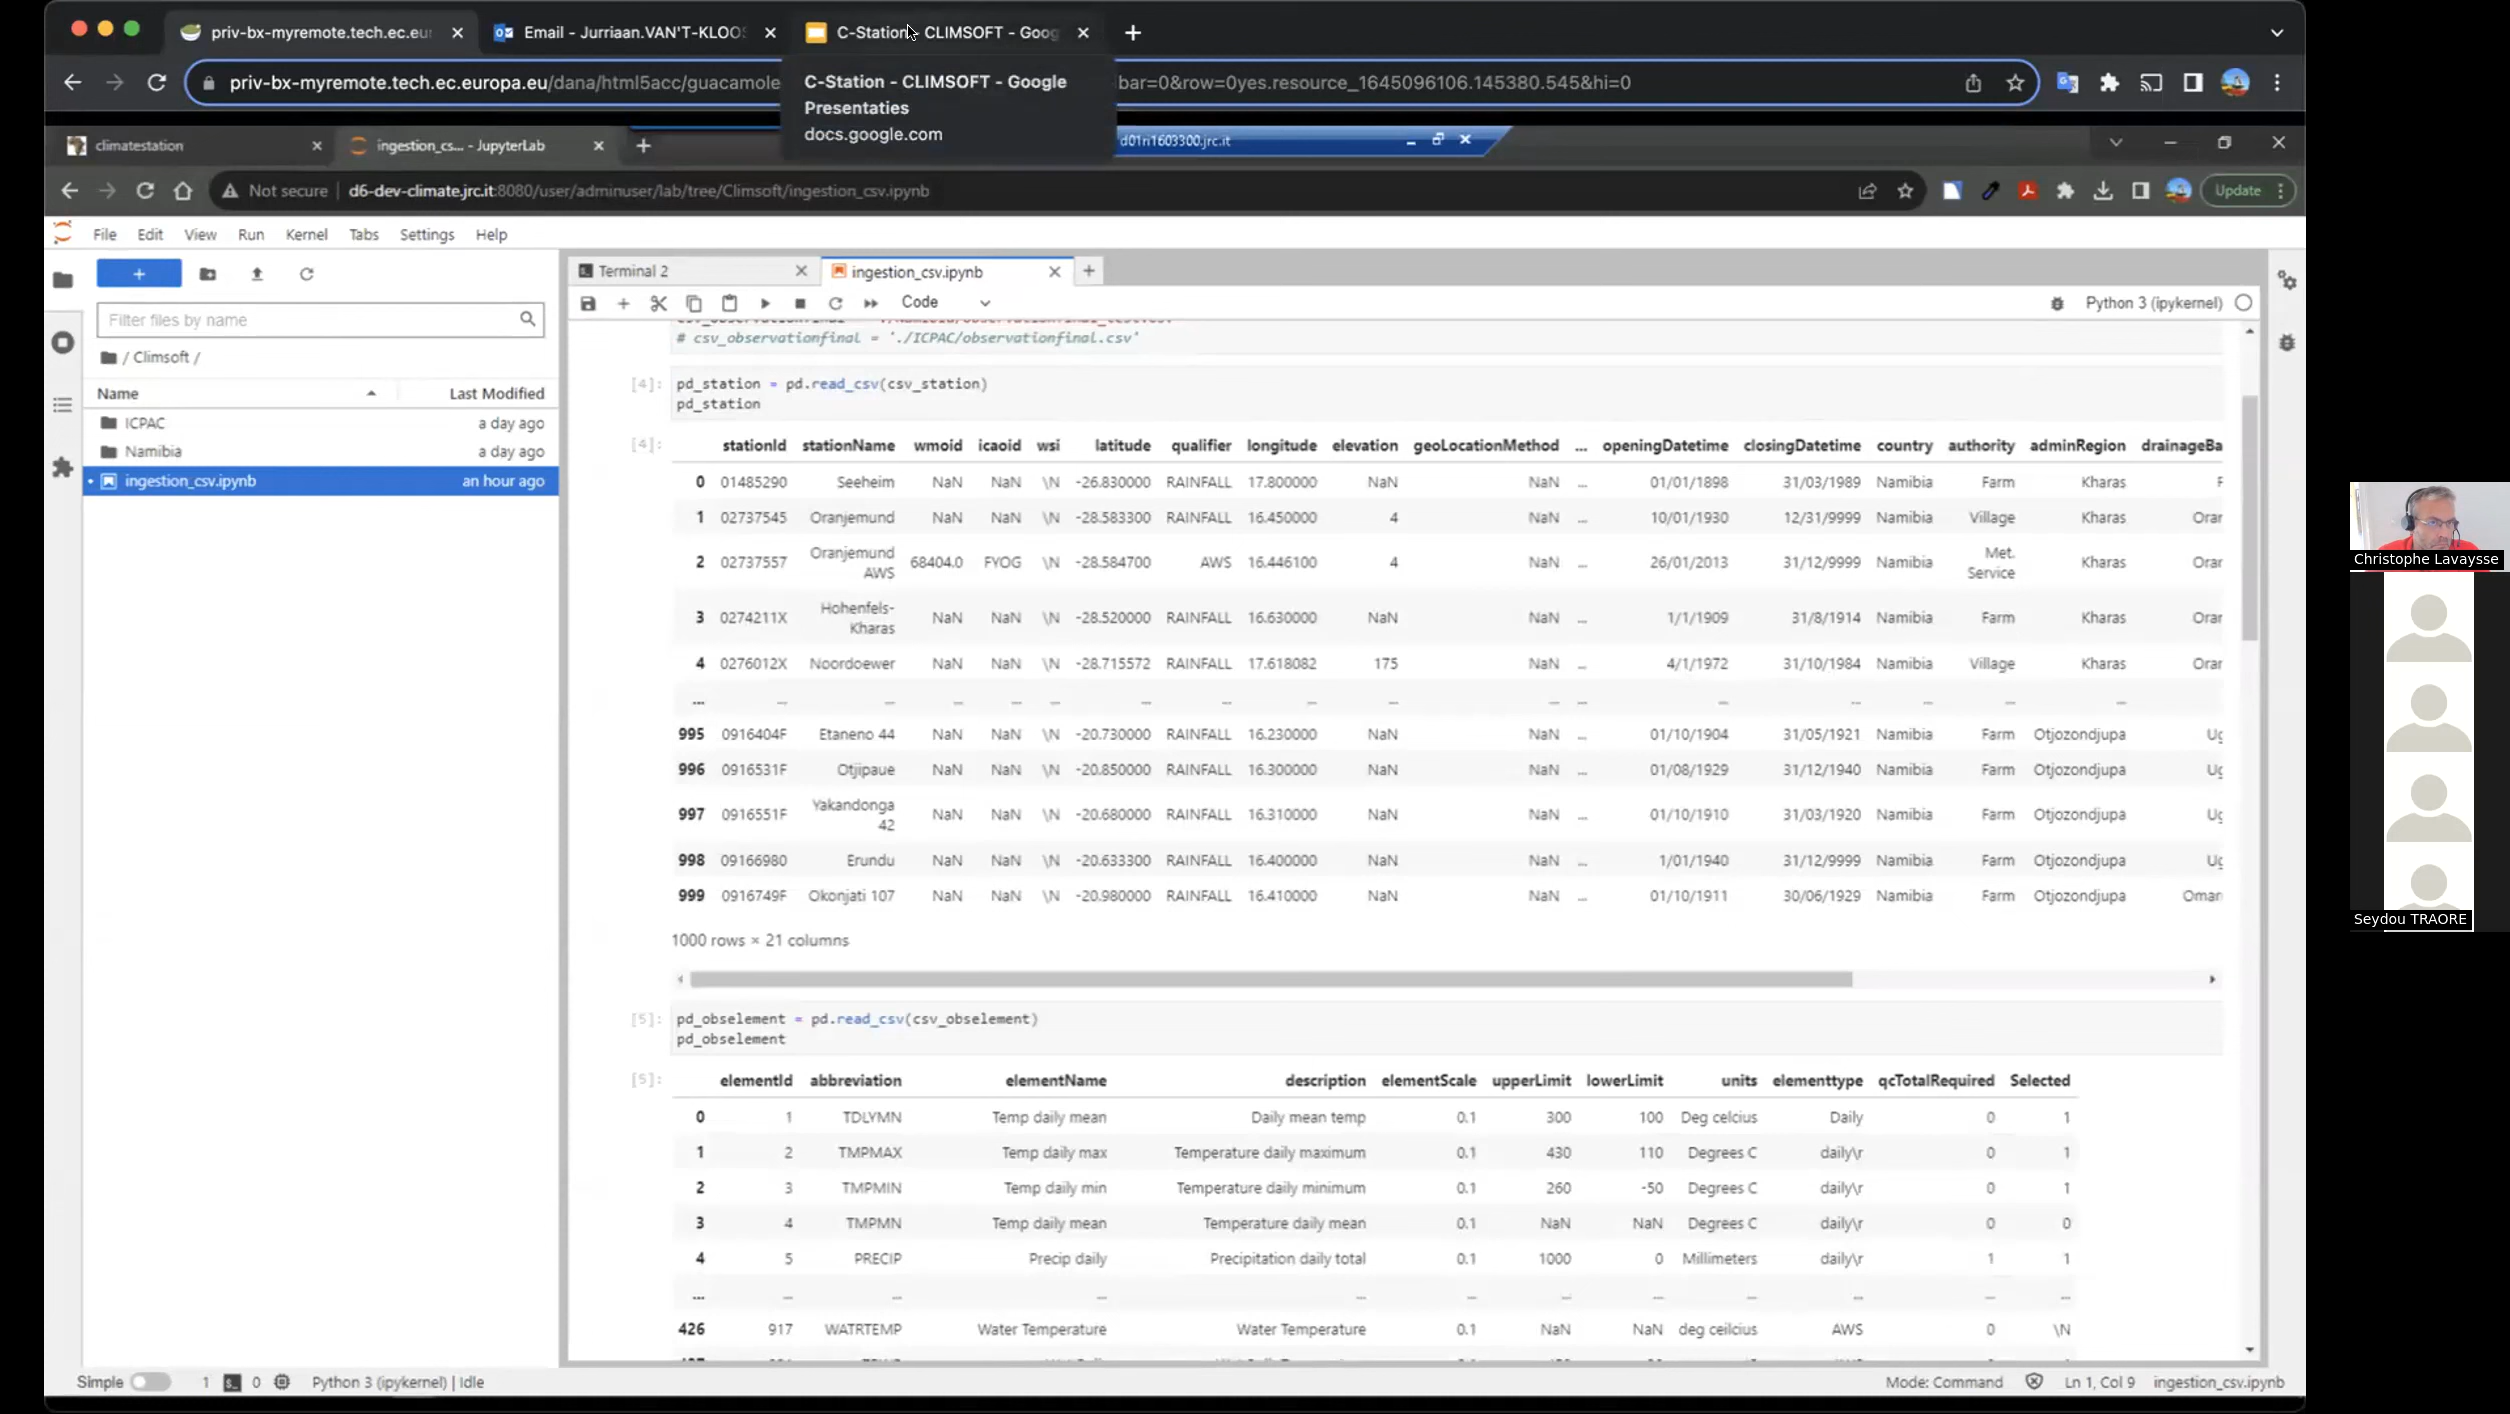 priv-bx-myremote.tech.ec.eu
Email - Jurriaan.VAN'T-KLOOS
C-Station - CLIMSOFT - Goog
priv-bx-myremote.tech.ec.europa.eu/dana/html5acc/guacamole
bar=0&row=0yes.resource_1645096106.145380.545&hi=0
C-Station - CLIMSOFT - Google
Presentaties
docs.google.com
climatestation
ingestion_cs... - JupyterLab
d01ri1603300.jrc.it
Not secure
d6-dev-climate.jrc.it:8080/user/adminuser/lab/tree/Climsoft/ingestion_csv.ipynb
Update
File Edit View Run Kernel Tabs Settings Help
Terminal 2
ingestion_csv.ipynb
Code
Python 3 (ipykernel)
Filter files by name
/ Climsoft /
Name Last Modified
ICPAC a day ago
Namibia a day ago
ingestion_csv.ipynb an hour ago
# csv_observationfinal = './ICPAC/observationfinal.csv'
[4]: pd_station = pd.read_csv(csv_station)
pd_station
[4]: stationId stationName wmoid icaoid wsi latitude qualifier longitude elevation geoLocationMethod ... openingDatetime closingDatetime country authority adminRegion drainageBa
0 01485290 Seeheim NaN NaN \N -26.830000 RAINFALL 17.800000 NaN NaN ... 01/01/1898 31/03/1989 Namibia Farm Kharas F
1 02737545 Oranjemund NaN NaN \N -28.583300 RAINFALL 16.450000 4 NaN ... 10/01/1930 12/31/9999 Namibia Village Kharas Orar
2 02737557 Oranjemund AWS 68404.0 FYOG \N -28.584700 AWS 16.446100 4 NaN ... 26/01/2013 31/12/9999 Namibia Met. Service Kharas Orar
3 0274211X Hohenfels-Kharas NaN NaN \N -28.520000 RAINFALL 16.630000 NaN NaN ... 1/1/1909 31/8/1914 Namibia Farm Kharas Orar
4 0276012X Noordoewer NaN NaN \N -28.715572 RAINFALL 17.618082 175 NaN ... 4/1/1972 31/10/1984 Namibia Village Kharas Orar
... ... ... ... ... ... ... ... ... ... ... ... ... ... ... ... ...
995 0916404F Etaneno 44 NaN NaN \N -20.730000 RAINFALL 16.230000 NaN NaN ... 01/10/1904 31/05/1921 Namibia Farm Otjozondjupa Ug
996 0916531F Otjipaue NaN NaN \N -20.850000 RAINFALL 16.300000 NaN NaN ... 01/08/1929 31/12/1940 Namibia Farm Otjozondjupa Ug
997 0916551F Yakandonga 42 NaN NaN \N -20.680000 RAINFALL 16.310000 NaN NaN ... 01/10/1910 31/03/1920 Namibia Farm Otjozondjupa Ug
998 09166980 Erundu NaN NaN \N -20.633300 RAINFALL 16.400000 NaN NaN ... 1/01/1940 31/12/9999 Namibia Farm Otjozondjupa Ug
999 0916749F Okonjati 107 NaN NaN \N -20.980000 RAINFALL 16.410000 NaN NaN ... 01/10/1911 30/06/1929 Namibia Farm Otjozondjupa Omar
1000 rows × 21 columns
[5]: pd_obselement = pd.read_csv(csv_obselement)
pd_obselement
[5]: elementId abbreviation elementName description elementScale upperLimit lowerLimit units elementtype qcTotalRequired Selected
0 1 TDLYMN Temp daily mean Daily mean temp 0.1 300 100 Deg celcius Daily 0 1
1 2 TMPMAX Temp daily max Temperature daily maximum 0.1 430 110 Degrees C daily\r 0 1
2 3 TMPMIN Temp daily min Temperature daily minimum 0.1 260 -50 Degrees C daily\r 0 1
3 4 TMPMN Temp daily mean Temperature daily mean 0.1 NaN NaN Degrees C daily\r 0 0
4 5 PRECIP Precip daily Precipitation daily total 0.1 1000 0 Millimeters daily\r 1 1
... ... ... ... ... ... ... ... ... ... ... ...
426 917 WATRTEMP Water Temperature Water Temperature 0.1 NaN NaN deg ceilcius AWS 0 \N
Simple 1 0 Python 3 (ipykernel) | Idle
Mode: Command Ln 1, Col 9 ingestion_csv.ipynb
Christophe Lavaysse
Seydou TRAORE